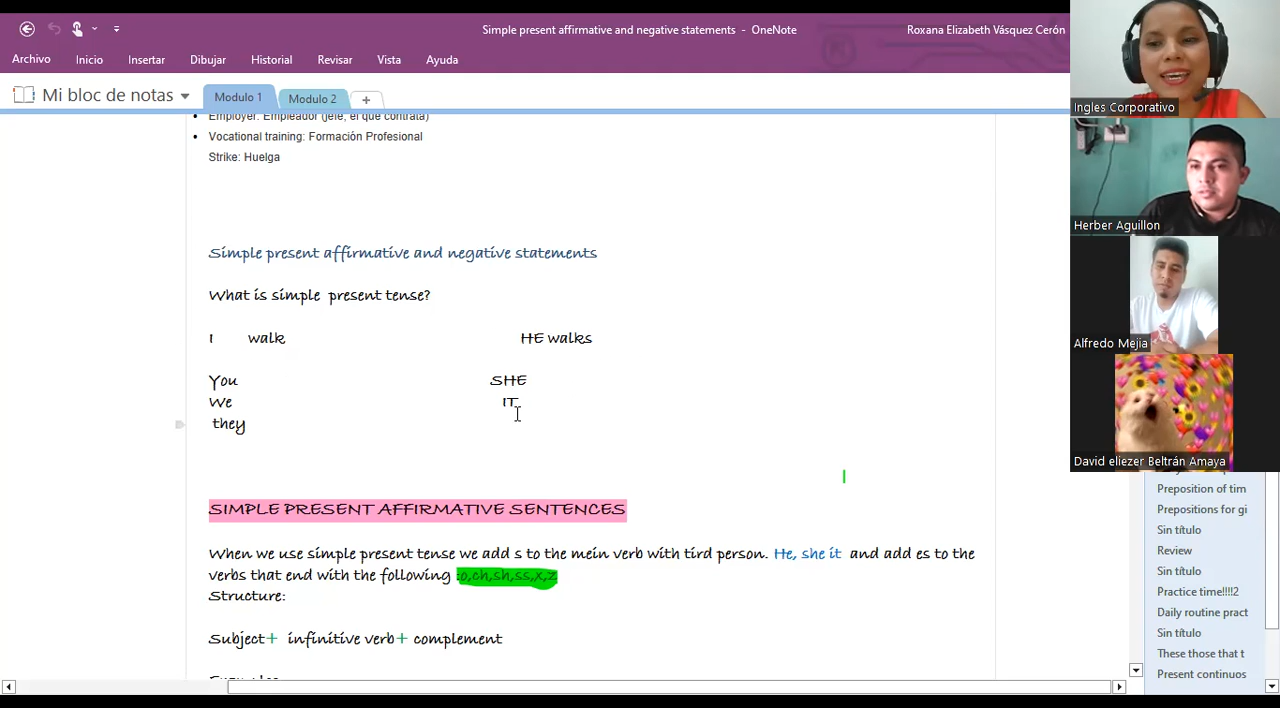 Simple present affirmative and negative statements - OneNote
Roxana Elizabeth Vásquez Cerón
Archivo Inicio Insertar Dibujar Historial Revisar Vista Ayuda
Mi bloc de notas Modulo 1 Modulo 2 +
Employer: Empleador (jefe, el que contrata)
Vocational training: Formación Profesional
Strike: Huelga
Simple present affirmative and negative statements
What is simple present tense?
I walk HE walks
You SHE
We IT
they
SIMPLE PRESENT AFFIRMATIVE SENTENCES
When we use simple present tense we add s to the mein verb with tird person. He, she it and add es to the
verbs that end with the following :o,ch,sh,ss,x,z
Structure:
Subject+ infinitive verb+ complement
Ingles Corporativo
Herber Aguillon
Alfredo Mejia
David eliezer Beltrán Amaya
Preposition of tim
Prepositions for gi
Sin título
Review
Sin título
Practice time!!!!2
Daily routine pract
Sin título
These those that t
Present continuos